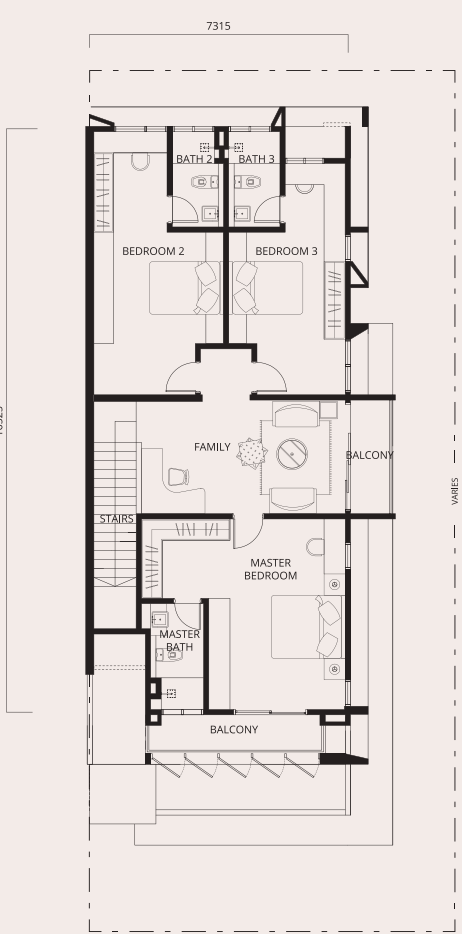 7315
BATH 2
BATH 3
BEDROOM 2
BEDROOM 3
FAMILY
BALCONY
VARIES
STAIRS
MASTER
BEDROOM
MASTER
BATH
BALCONY